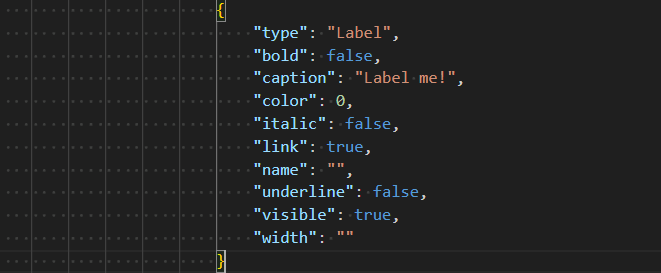 {
"type": "Label",
"bold": false,
"caption": "Label me!",
"color": 0,
"italic": false,
"link": true,
"name": "",
"underline": false,
"visible": true,
"width": ""
}